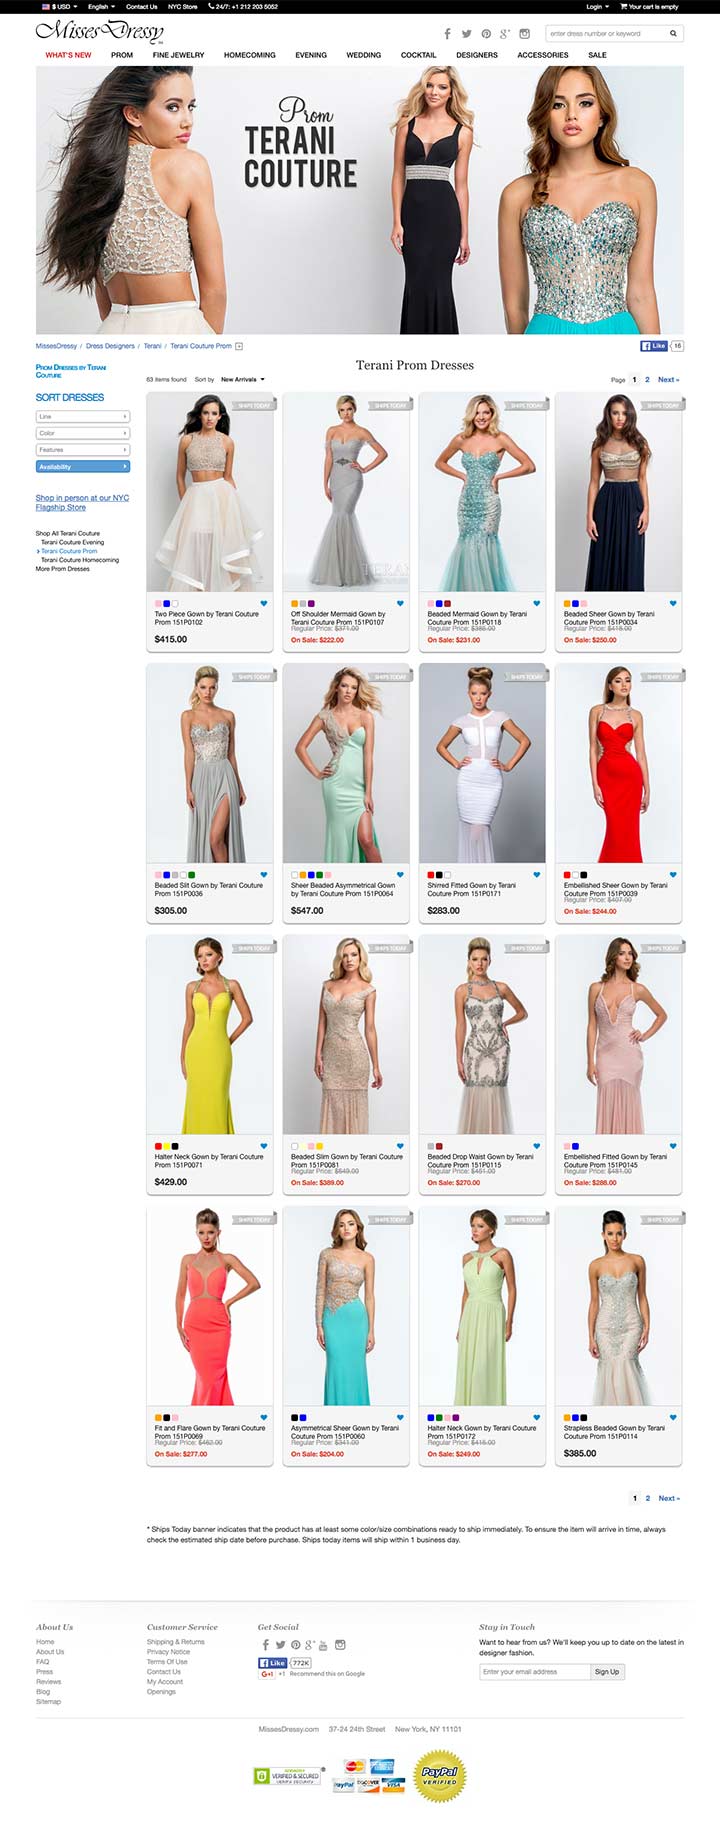 $ USD English Contact Us NYC Store 24/7: +1 212 203 5052 Login Your cart is empty
MissesDressy
enter dress number or keyword
WHAT'S NEW PROM FINE JEWELRY HOMECOMING EVENING WEDDING COCKTAIL DESIGNERS ACCESSORIES SALE
Prom
TERANI
COUTURE
MissesDressy / Dress Designers / Terani / Terani Couture Prom
Like 16
PROM DRESSES BY TERANI
COUTURE
SORT DRESSES
Line
Color
Features
Availability
Shop in person at our NYC
Flagship Store
Shop All Terani Couture
Terani Couture Evening
Terani Couture Prom
Terani Couture Homecoming
More Prom Dresses
Terani Prom Dresses
63 items found Sort by New Arrivals Page 1 2 Next »
SHIPS TODAY
Two Piece Gown by Terani Couture
Prom 151P0102
$415.00
SHIPS TODAY
Off Shoulder Mermaid Gown by
Terani Couture Prom 151P0107
Regular Price: $371.00
On Sale: $222.00
SHIPS TODAY
Beaded Mermaid Gown by Terani
Couture Prom 151P0118
Regular Price: $386.00
On Sale: $231.00
SHIPS TODAY
Beaded Sheer Gown by Terani
Couture Prom 151P0034
Regular Price: $418.00
On Sale: $250.00
SHIPS TODAY
Beaded Slit Gown by Terani Couture
Prom 151P0036
$305.00
SHIPS TODAY
Sheer Beaded Asymmetrical Gown
by Terani Couture Prom 151P0064
$547.00
SHIPS TODAY
Shirred Fitted Gown by Terani
Couture Prom 151P0171
$283.00
SHIPS TODAY
Embellished Sheer Gown by Terani
Couture Prom 151P0039
Regular Price: $407.00
On Sale: $244.00
SHIPS TODAY
Halter Neck Gown by Terani Couture
Prom 151P0071
$429.00
SHIPS TODAY
Beaded Slim Gown by Terani
Couture Prom 151P0081
Regular Price: $649.00
On Sale: $389.00
SHIPS TODAY
Beaded Drop Waist Gown by Terani
Couture Prom 151P0115
Regular Price: $451.00
On Sale: $270.00
SHIPS TODAY
Embellished Fitted Gown by Terani
Couture Prom 151P0145
Regular Price: $481.00
On Sale: $288.00
SHIPS TODAY
Fit and Flare Gown by Terani Couture
Prom 151P0069
Regular Price: $462.00
On Sale: $277.00
SHIPS TODAY
Asymmetrical Sheer Gown by Terani
Couture Prom 151P0060
Regular Price: $341.00
On Sale: $204.00
SHIPS TODAY
Halter Neck Gown by Terani Couture
Prom 151P0172
Regular Price: $415.00
On Sale: $249.00
SHIPS TODAY
Strapless Beaded Gown by Terani
Couture Prom 151P0114
$385.00
1 2 Next »
* Ships Today banner indicates that the product has at least some color/size combinations ready to ship immediately. To ensure the item will arrive in time, always
check the estimated ship date before purchase. Ships today items will ship within 1 business day.
About Us
Home
About Us
FAQ
Press
Reviews
Blog
Sitemap
Customer Service
Shipping & Returns
Privacy Notice
Terms Of Use
Contact Us
My Account
Openings
Get Social
Like 772K
G+1 +1 Recommend this on Google
Stay in Touch
Want to hear from us? We'll keep you up to date on the latest in
designer fashion.
Enter your email address Sign Up
MissesDressy.com 37-24 24th Street New York, NY 11101
VERIFIED & SECURED
VERIFY SECURITY
MasterCard
PayPal DISCOVER VISA
PayPal
VERIFIED